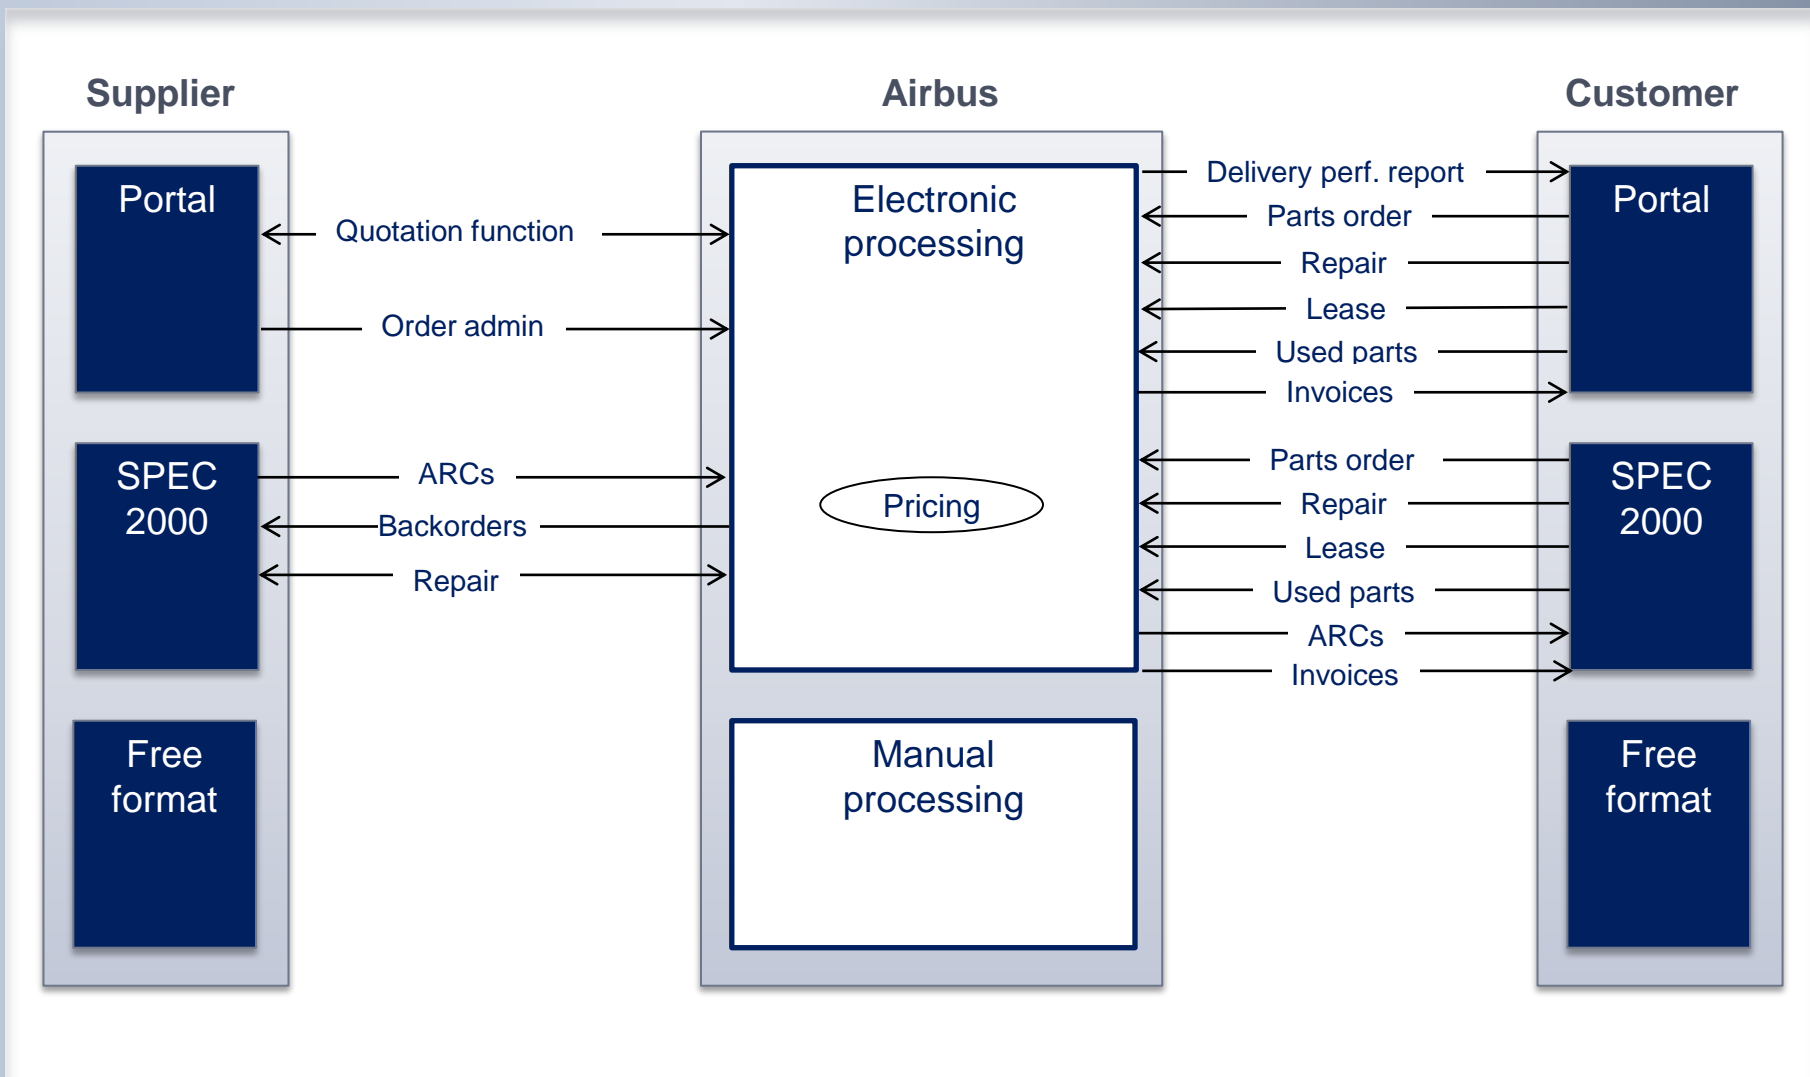 Supplier
Airbus
Customer
Portal
Quotation function
Order admin
SPEC
2000
ARCs
Backorders
Repair
Free
format
Electronic
processing
Pricing
Manual
processing
Delivery perf. report
Parts order
Repair
Lease
Used parts
Invoices
Parts order
Repair
Lease
Used parts
ARCs
Invoices
Portal
SPEC
2000
Free
format